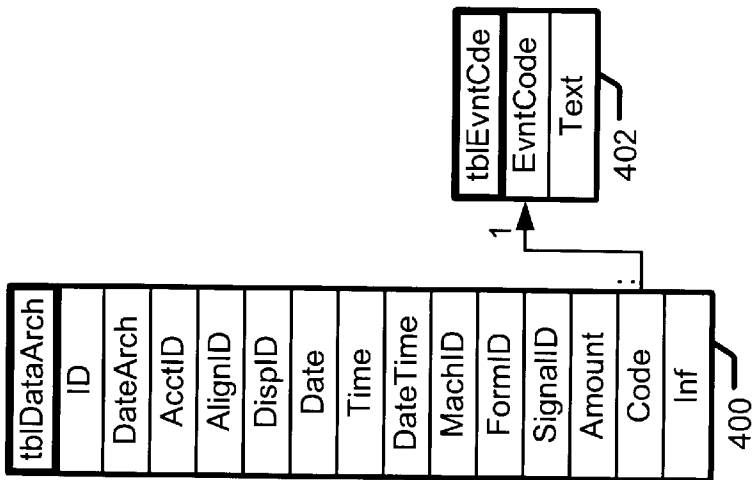 tblDataArch
ID
DateArch
AcctID
AlignID
DispID
Date
Time
DateTime
MachID
FormID
SignalID
Amount
Code
Inf
400
1
tblEvntCde
EvntCode
Text
402